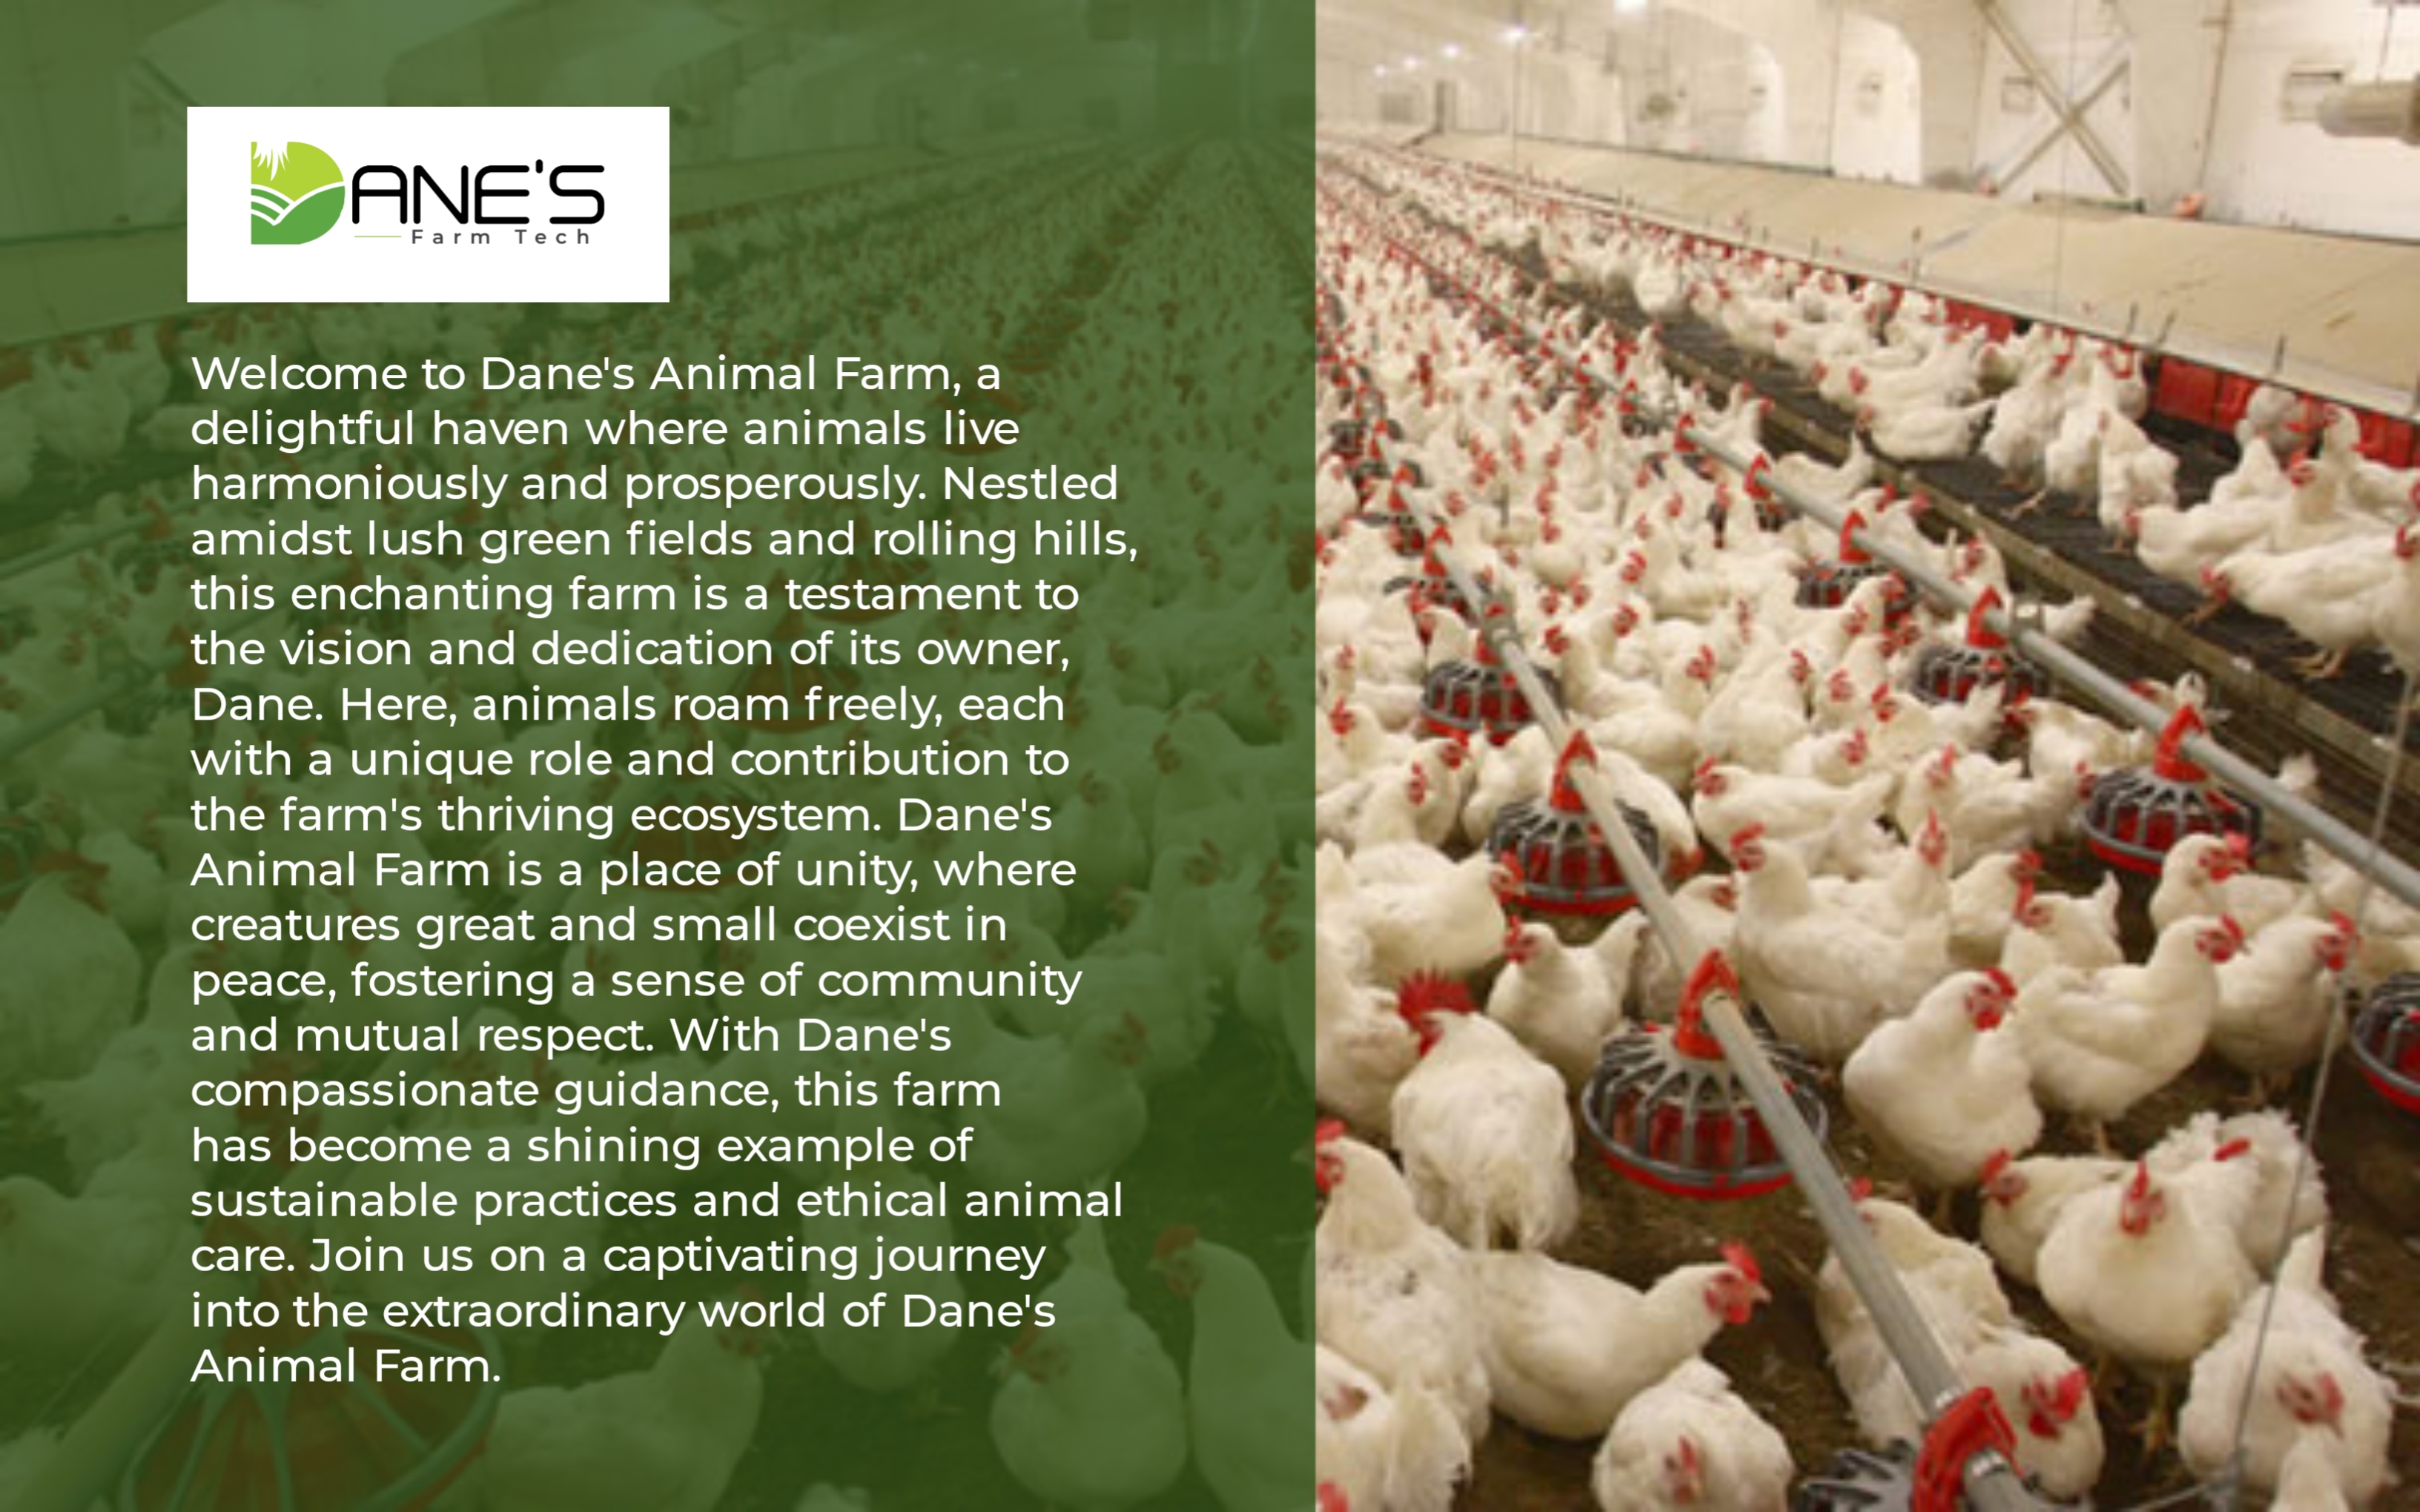 DANE'S
Farm Tech
Welcome to Dane's Animal Farm, a
delightful haven where animals live
harmoniously and prosperously. Nestled
amidst lush green fields and rolling hills,
this enchanting farm is a testament to
the vision and dedication of its owner,
Dane. Here, animals roam freely, each
with a unique role and contribution to
the farm's thriving ecosystem. Dane's
Animal Farm is a place of unity, where
creatures great and small coexist in
peace, fostering a sense of community
and mutual respect. With Dane's
compassionate guidance, this farm
has become a shining example of
sustainable practices and ethical animal
care. Join us on a captivating journey
into the extraordinary world of Dane's
Animal Farm.